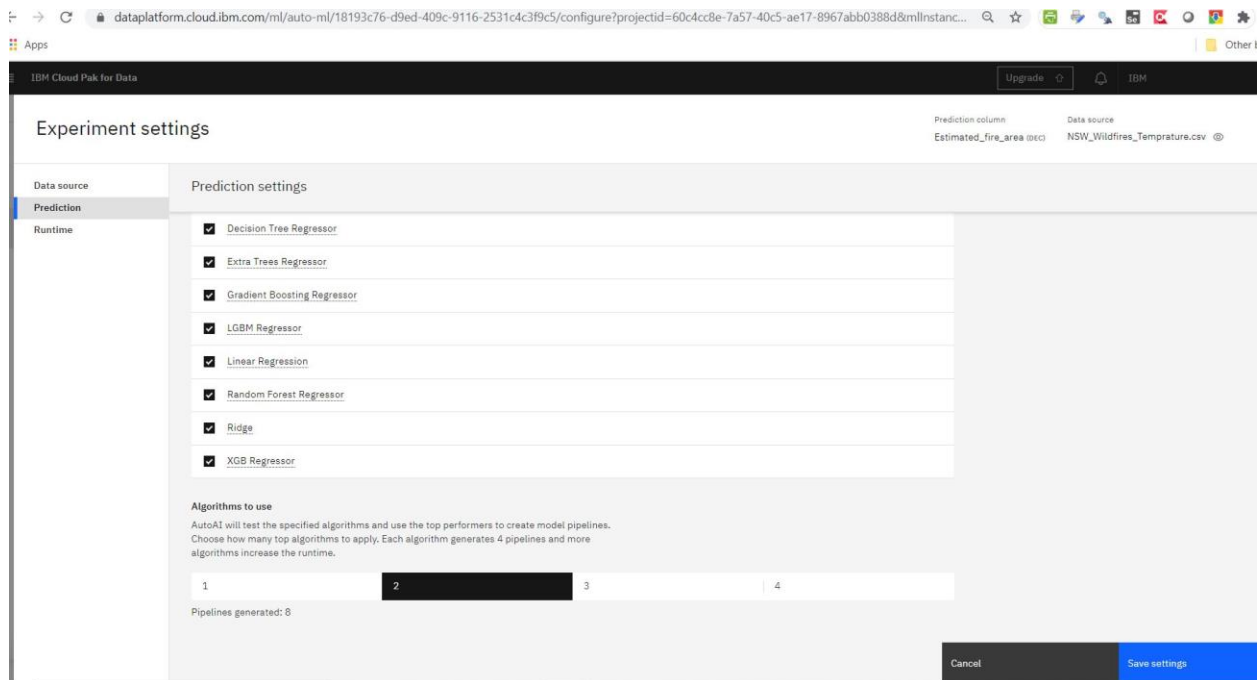 dataplatform.cloud.ibm.com/ml/auto-ml/18193c76-d9ed-409c-9116-2531c4c3f9c5/configure?projectid=60c4cc8e-7a57-40c5-ae17-8967abb0388d&mlInstanc...
Apps
Other b
IBM Cloud Pak for Data
Upgrade
IBM
Experiment settings
Prediction column
Data source
Estimated_fire_area (DEC)
NSW_Wildfires_Temprature.csv
Data source
Prediction
Runtime
Prediction settings
Decision Tree Regressor
Extra Trees Regressor
Gradient Boosting Regressor
LGBM Regressor
Linear Regression
Random Forest Regressor
Ridge
XGB Regressor
Algorithms to use
AutoAI will test the specified algorithms and use the top performers to create model pipelines.
Choose how many top algorithms to apply. Each algorithm generates 4 pipelines and more
algorithms increase the runtime.
1 2 3 4
Pipelines generated: 8
Cancel
Save settings